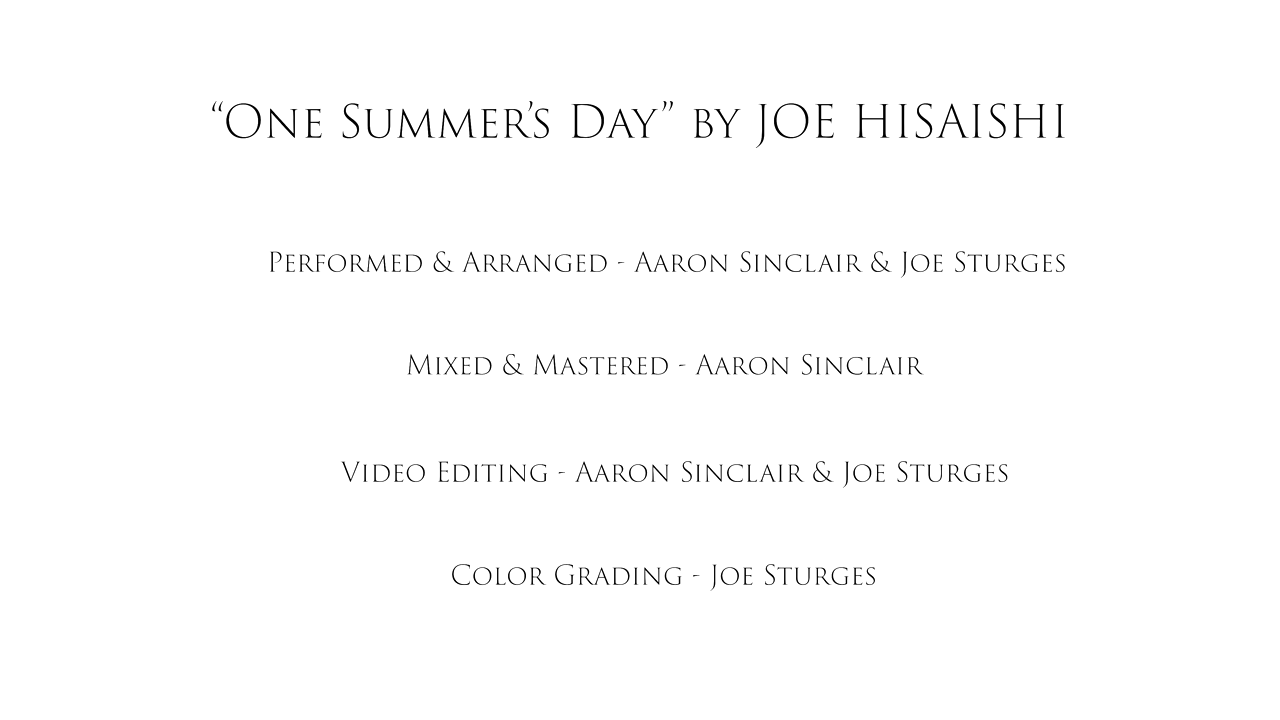 “One Summer’s Day” by JOE HISAISHI
Performed & Arranged - Aaron Sinclair & Joe Sturges
Mixed & Mastered - Aaron Sinclair
Video Editing - Aaron Sinclair & Joe Sturges
Color Grading - Joe Sturges